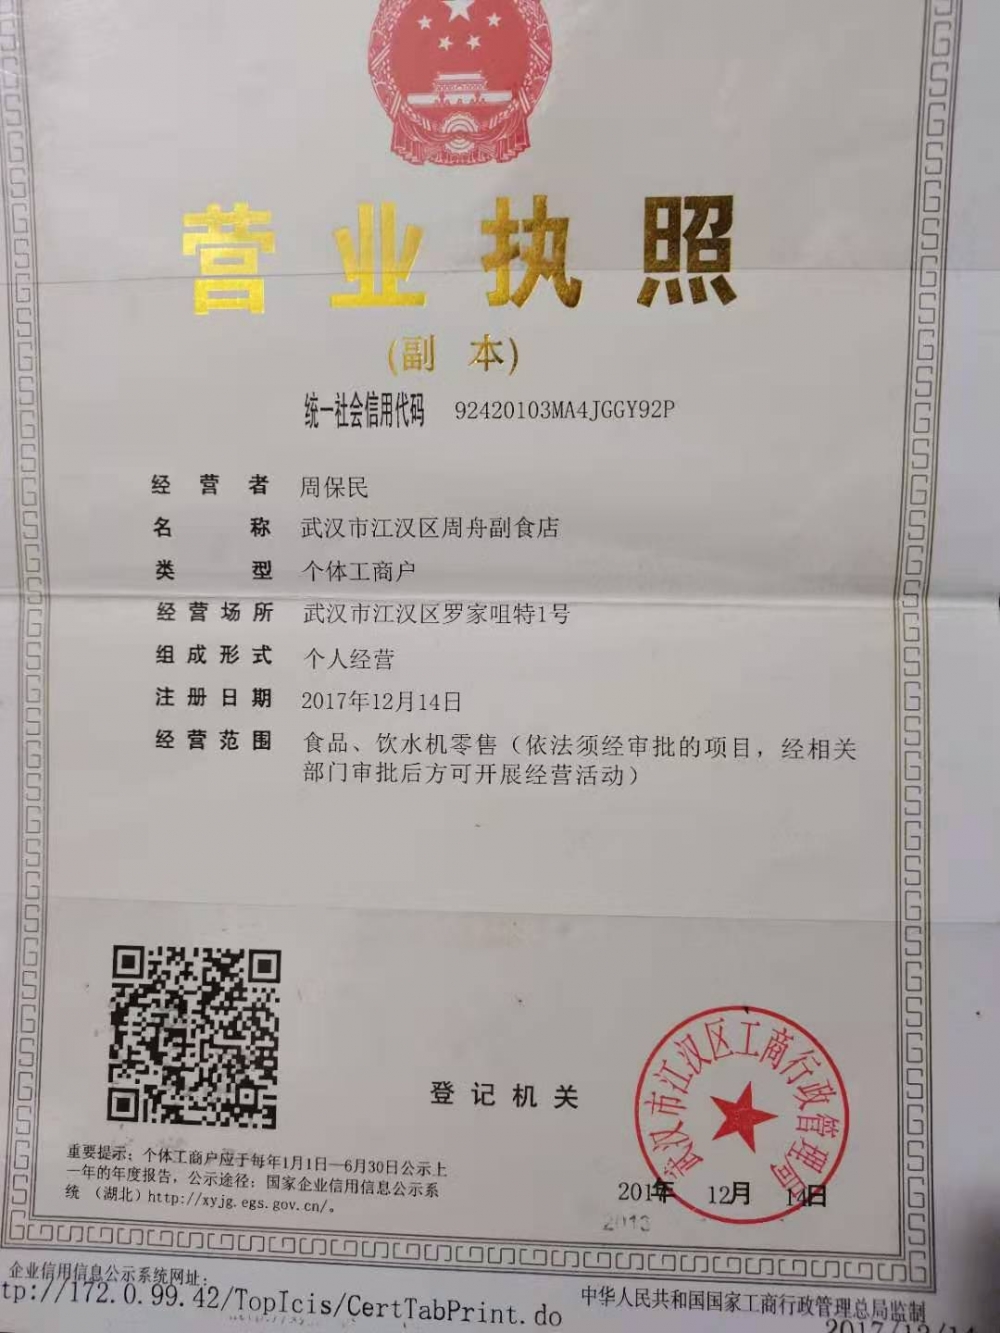 营业执照
(副 本)
统一社会信用代码 92420103MA4JGGY92P
经营者 周保民
名称 武汉市江汉区周舟副食店
类型 个体工商户
经营场所 武汉市江汉区罗家咀特1号
组成形式 个人经营
注册日期 2017年12月14日
经营范围 食品、饮水机零售（依法须经审批的项目，经相关
部门审批后方可开展经营活动）
武汉市江汉区工商行政管理局
登记机关
2017年 12月 14日
重要提示：个体工商户应于每年1月1日—6月30日公示上
一年的年度报告，公示途径：国家企业信用信息公示系
统（湖北）http://xyjg.egs.gov.cn/。
企业信用信息公示系统网址：
tp://172.0.99.42/TopIcis/CertTabPrint.do
中华人民共和国国家工商行政管理总局监制
2017/12/14